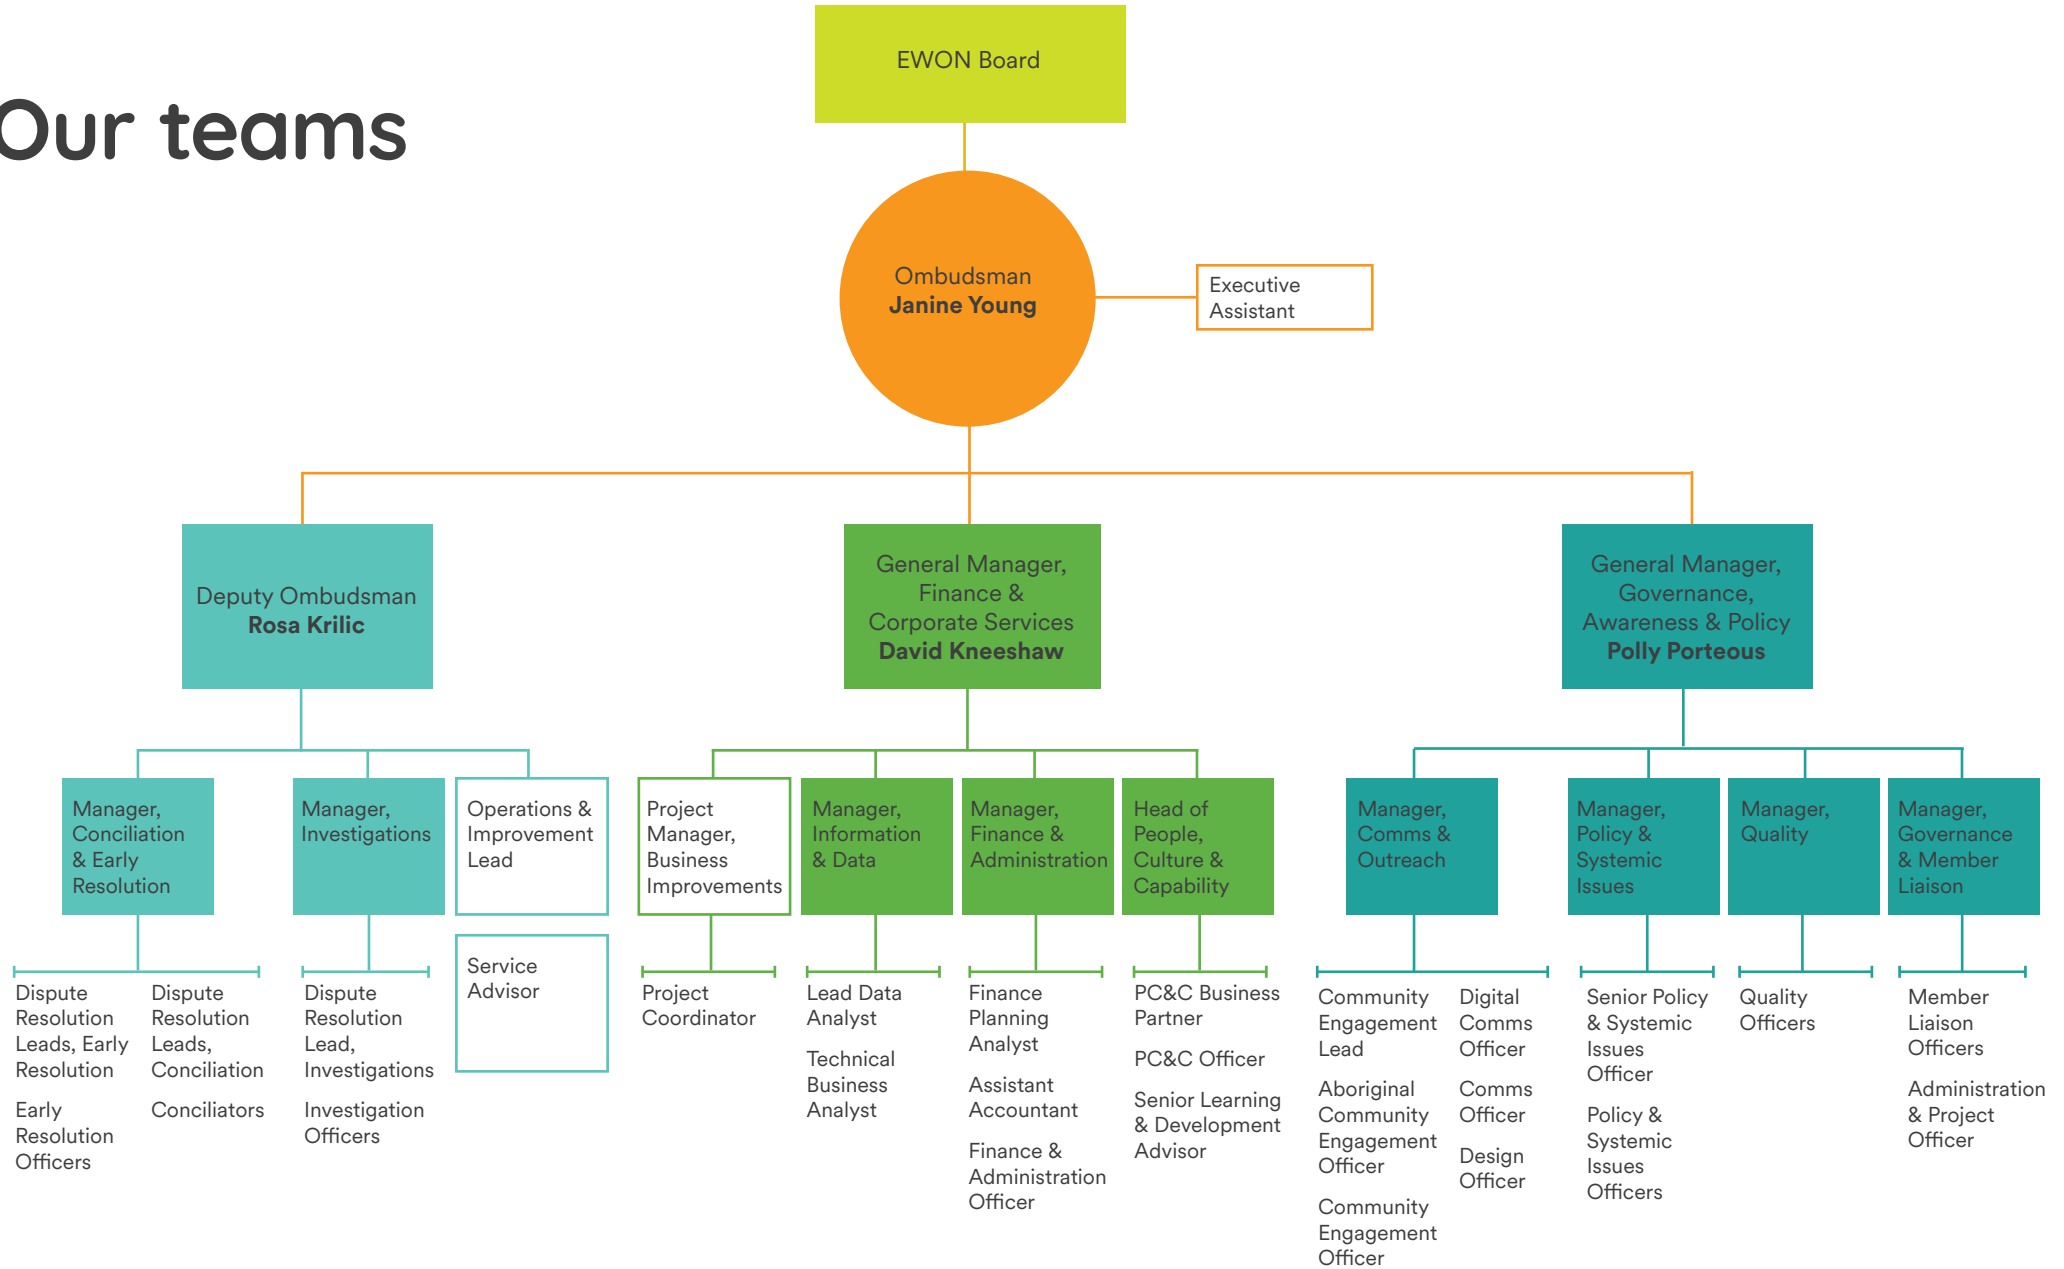 EWON Board
Our teams
Ombudsman
Janine Young
Executive
Assistant
Deputy Ombudsman
Rosa Krilic
General Manager,
Finance &
Corporate Services
David Kneeshaw
General Manager,
Governance,
Awareness & Policy
Polly Porteous
Manager,
Conciliation
& Early
Resolution
Manager,
Investigations
Operations &
Improvement
Lead
Project
Manager,
Business
Improvements
Manager,
Information
& Data
Manager,
Finance &
Administration
Head of
People,
Culture &
Capability
Manager,
Comms &
Outreach
Manager,
Policy &
Systemic
Issues
Manager,
Quality
Manager,
Governance
& Member
Liaison
Dispute
Resolution
Leads, Early
Resolution
Early
Resolution
Officers
Dispute
Resolution
Leads,
Conciliation
Conciliators
Dispute
Resolution
Lead,
Investigations
Investigation
Officers
Service
Advisor
Project
Coordinator
Lead Data
Analyst
Technical
Business
Analyst
Finance
Planning
Analyst
Assistant
Accountant
Finance &
Administration
Officer
PC&C Business
Partner
PC&C Officer
Senior Learning
& Development
Advisor
Community
Engagement
Lead
Aboriginal
Community
Engagement
Officer
Community
Engagement
Officer
Digital
Comms
Officer
Comms
Officer
Design
Officer
Senior Policy
& Systemic
Issues
Officer
Policy &
Systemic
Issues
Officers
Quality
Officers
Member
Liaison
Officers
Administration
& Project
Officer